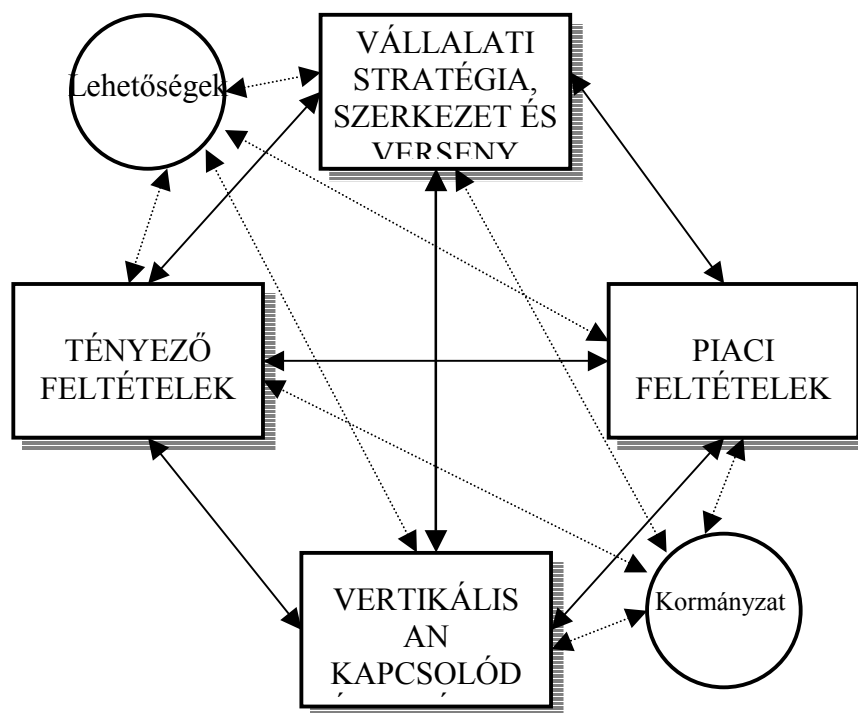 Lehetőségek
VÁLLALATI
STRATÉGIA,
SZERKEZET ÉS
VERSENY
TÉNYEZŐ
FELTÉTELEK
PIACI
FELTÉTELEK
VERTIKÁLIS
AN
KAPCSOLÓD
Kormányzat